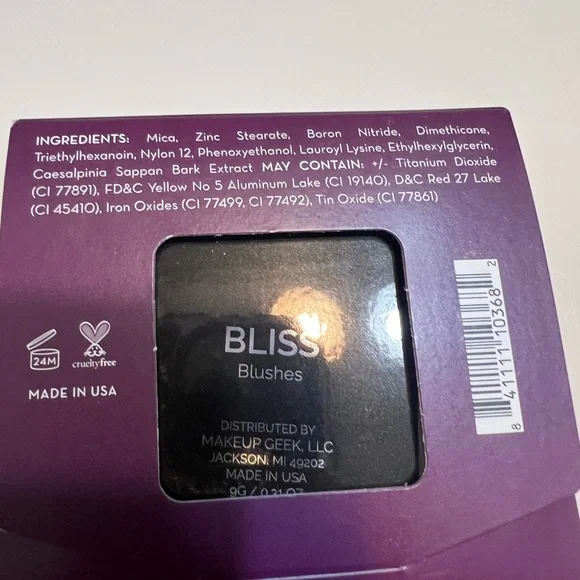 INGREDIENTS: Mica, Zinc Stearate, Boron Nitride, Dimethicone,
Triethylhexanoin, Nylon 12, Phenoxyethanol, Lauroyl Lysine, Ethylhexylglycerin,
Caesalpinia Sappan Bark Extract MAY CONTAIN: +/- Titanium Dioxide
(CI 77891), FD&C Yellow No 5 Aluminum Lake (CI 19140), D&C Red 27 Lake
(CI 45410), Iron Oxides (CI 77499, CI 77492), Tin Oxide (CI 77861)
24M
crueltyfree
MADE IN USA
BLISS
Blushes
DISTRIBUTED BY
MAKEUP GEEK, LLC
JACKSON, MI 49202
MADE IN USA
9G / 0.31 OZ
8 41111 10368 2